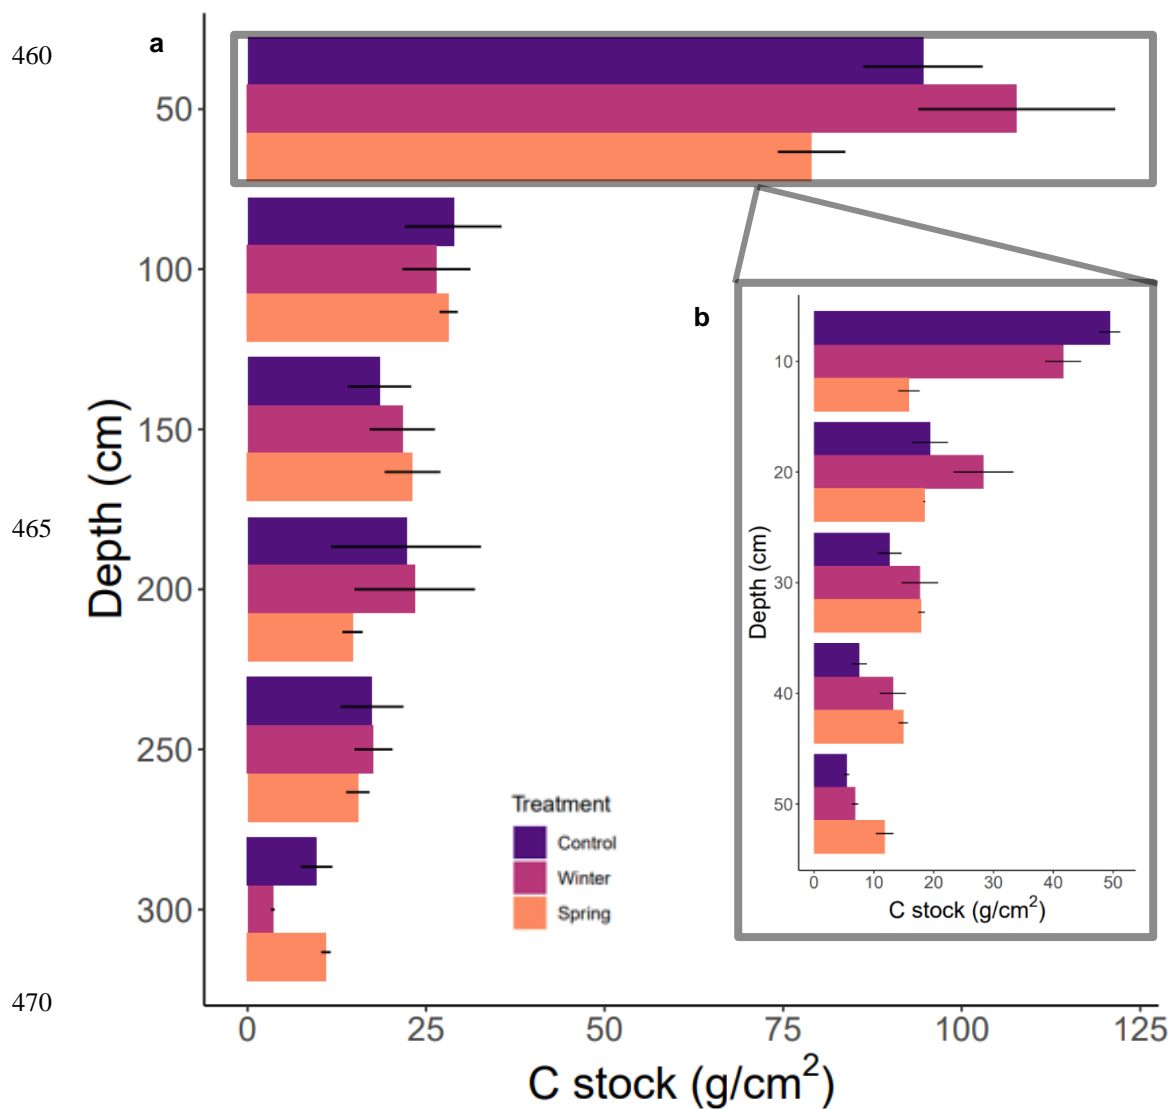 460
a
50
100
150
200
250
300
Depth (cm)
465
470
0 25 50 75 100 125
C stock (g/cm²)
Treatment
Control
Winter
Spring
b
10
20
30
40
50
Depth (cm)
0 10 20 30 40 50
C stock (g/cm²)